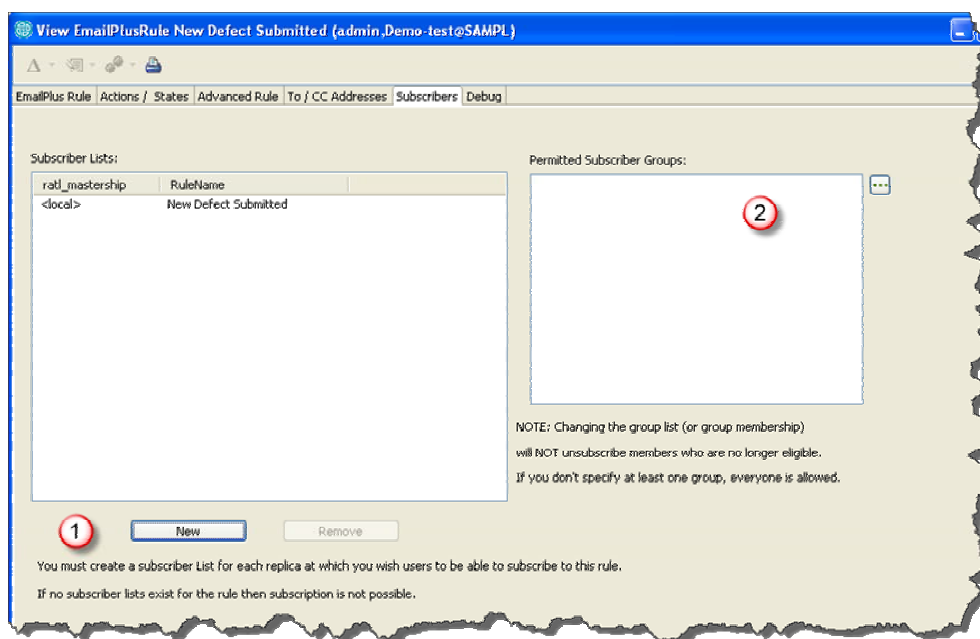 View EmailPlusRule New Defect Submitted (admin,Demo-test@SAMPL)
EmailPlus Rule Actions / States Advanced Rule To / CC Addresses Subscribers Debug
Subscriber Lists:
Permitted Subscriber Groups:
ratl_mastership RuleName
<local> New Defect Submitted
2
NOTE: Changing the group list (or group membership)
will NOT unsubscribe members who are no longer eligible.
If you don't specify at least one group, everyone is allowed.
1 New Remove
You must create a subscriber List for each replica at which you wish users to be able to subscribe to this rule.
If no subscriber lists exist for the rule then subscription is not possible.